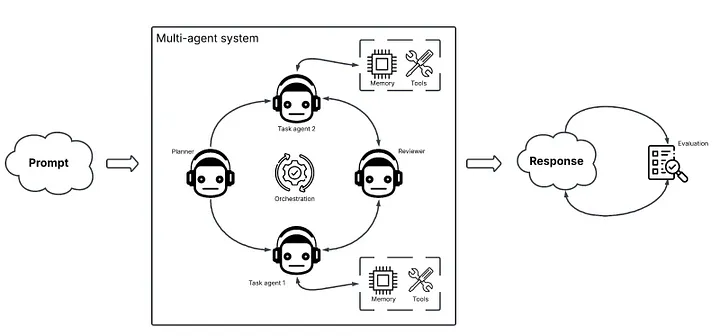 Multi-agent system
Memory
Tools
Task agent 2
Planner
Reviewer
Prompt
Orchestration
Response
Evaluation
Task agent 1
Memory
Tools